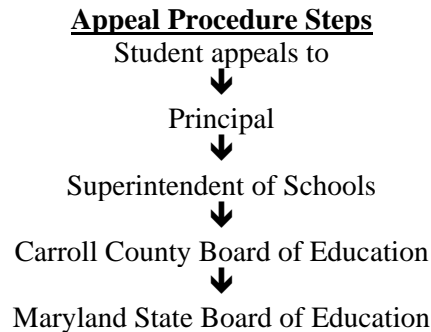 Appeal Procedure Steps
Student appeals to
Principal
Superintendent of Schools
Carroll County Board of Education
Maryland State Board of Education